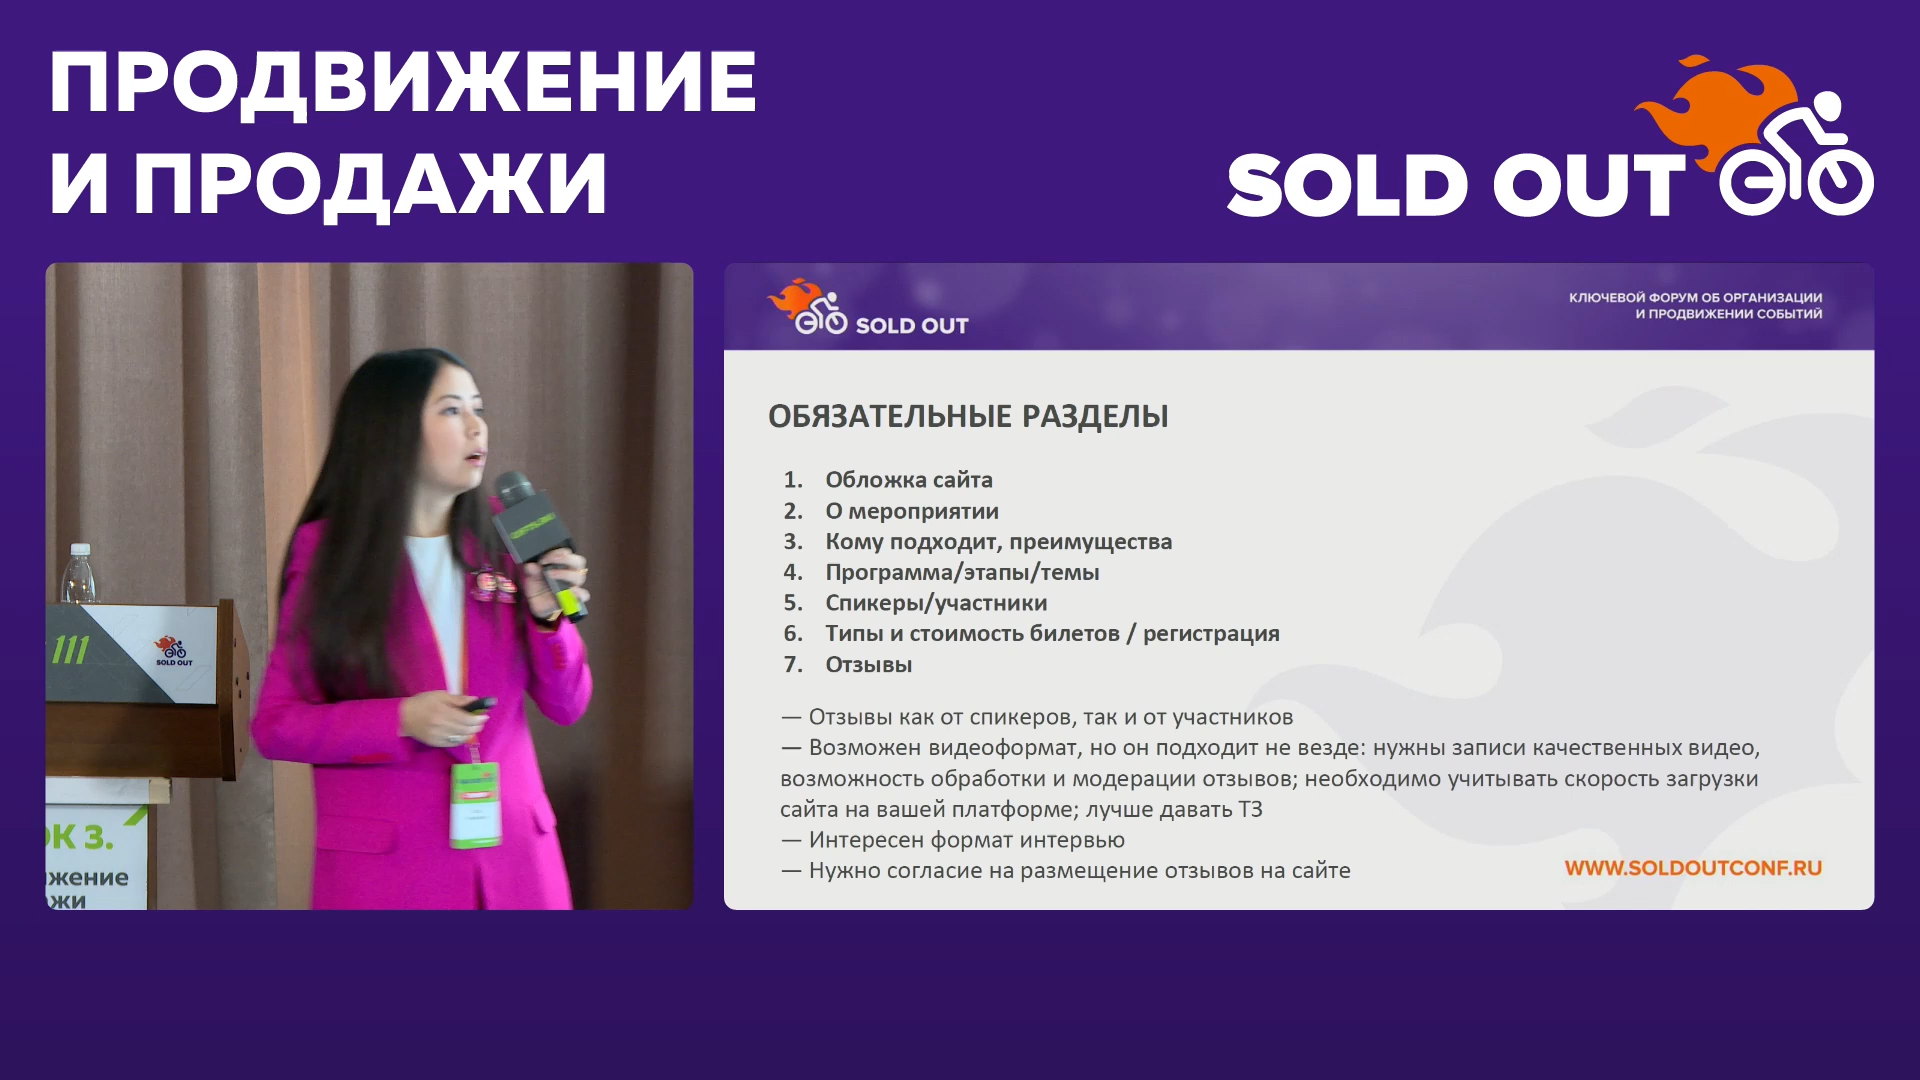 ПРОДВИЖЕНИЕ
И ПРОДАЖИ
SOLD OUT
111
SOLD OUT
ОК 3.
жение
жи
SOLD OUT
КЛЮЧЕВОЙ ФОРУМ ОБ ОРГАНИЗАЦИИ
И ПРОДВИЖЕНИИ СОБЫТИЙ
ОБЯЗАТЕЛЬНЫЕ РАЗДЕЛЫ
1. Обложка сайта
2. О мероприятии
3. Кому подходит, преимущества
4. Программа/этапы/темы
5. Спикеры/участники
6. Типы и стоимость билетов / регистрация
7. Отзывы
— Отзывы как от спикеров, так и от участников
— Возможен видеоформат, но он подходит не везде: нужны записи качественных видео,
возможность обработки и модерации отзывов; необходимо учитывать скорость загрузки
сайта на вашей платформе; лучше давать ТЗ
— Интересен формат интервью
— Нужно согласие на размещение отзывов на сайте
WWW.SOLDOUTCONF.RU